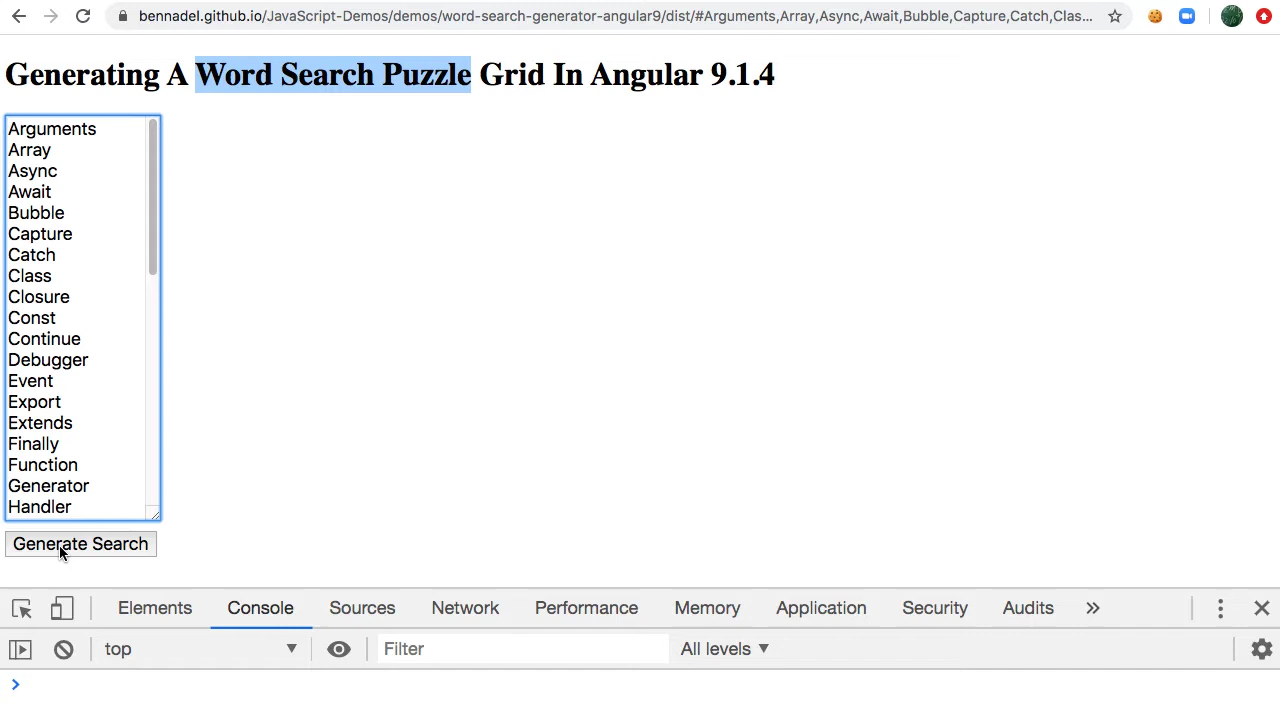 bennadel.github.io/JavaScript-Demos/demos/word-search-generator-angular9/dist/#Arguments,Array,Async,Await,Bubble,Capture,Catch,Clas...
Generating A Word Search Puzzle Grid In Angular 9.1.4
Arguments
Array
Async
Await
Bubble
Capture
Catch
Class
Closure
Const
Continue
Debugger
Event
Export
Extends
Finally
Function
Generator
Handler
Generate Search
Elements Console Sources Network Performance Memory Application Security Audits »
top Filter All levels